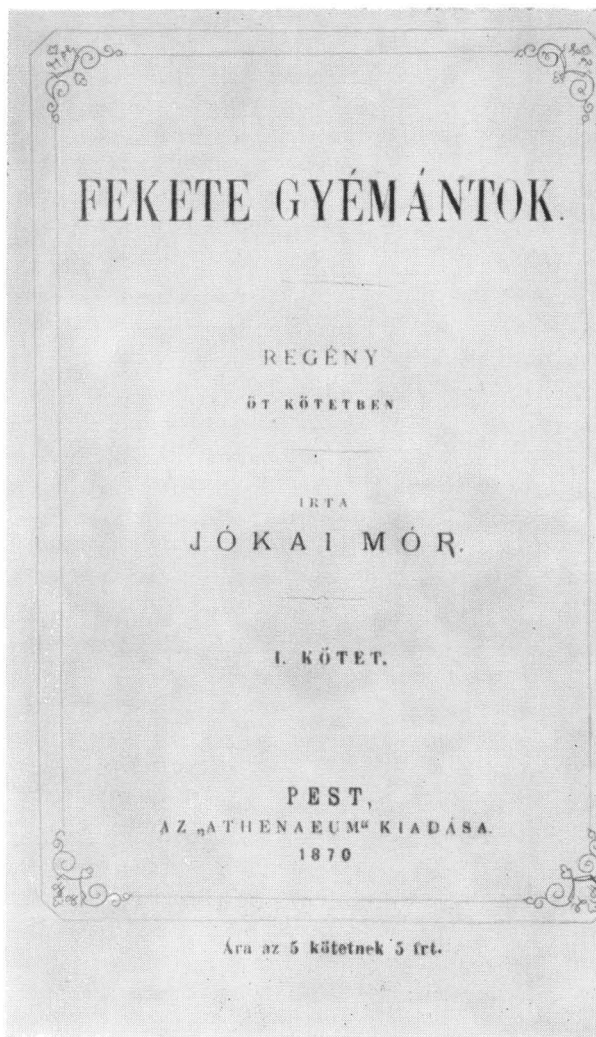 FEKETE GYÉMÁNTOK.
REGÉNY
ÖT KÖTETBEN
IRTA
JÓKAI MÓR.
I. KÖTET.
PEST,
AZ „ATHENAEUM“ KIADÁSA.
1870
Ára az 5 kötetnek 5 frt.